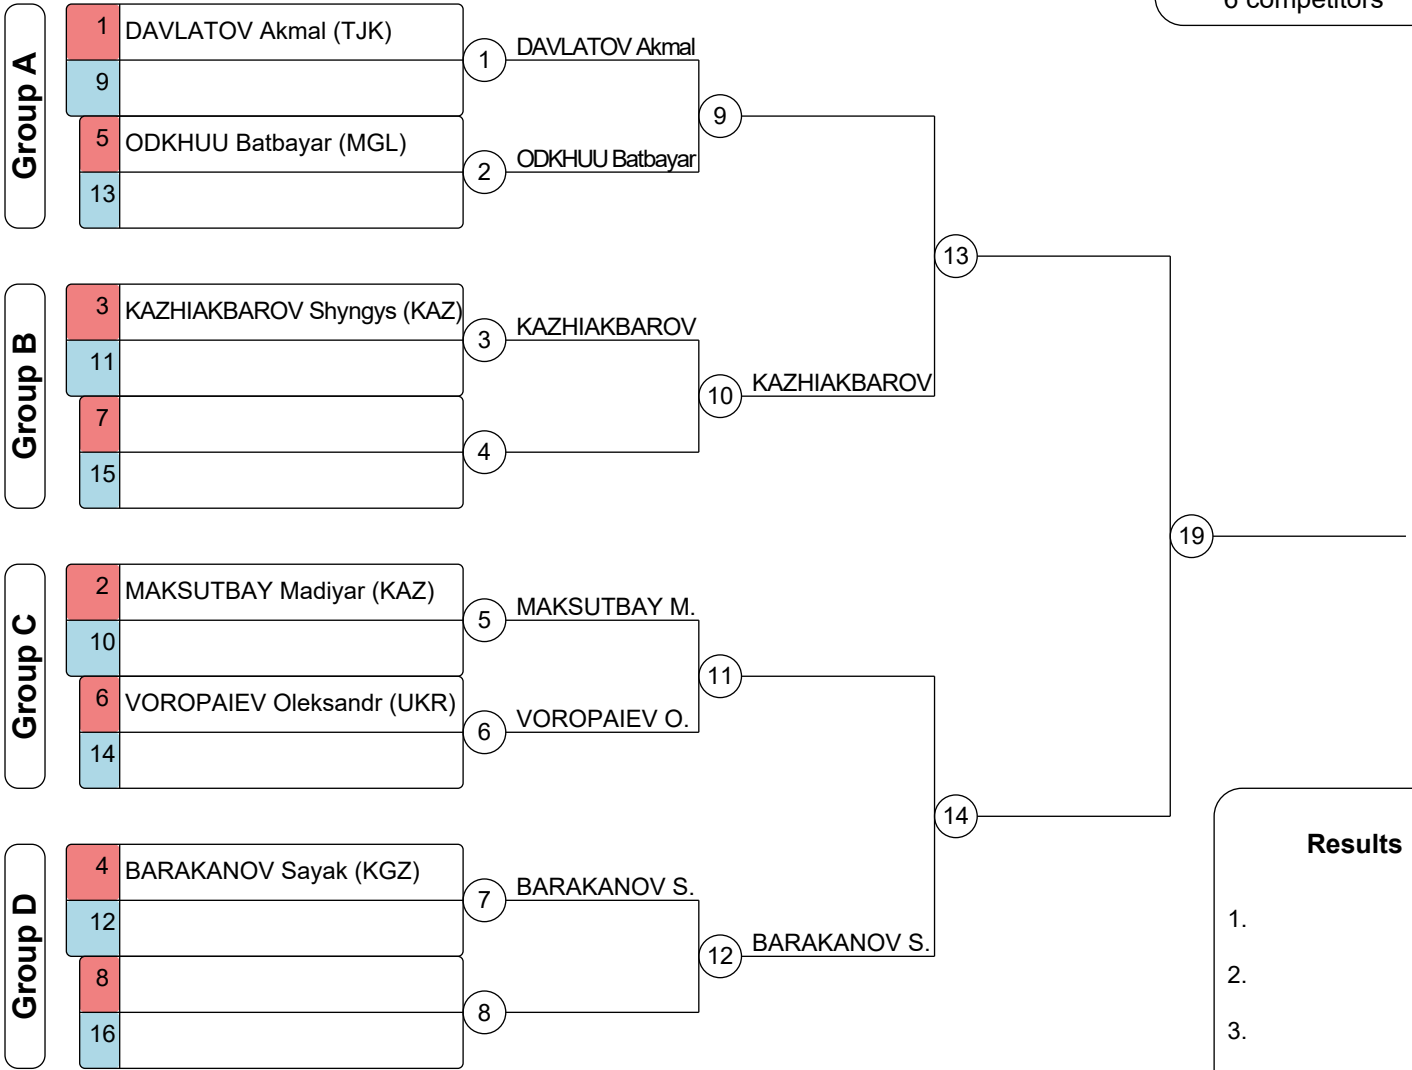 6 competitors
Group A
1 DAVLATOV Akmal (TJK)
9
5 ODKHUU Batbayar (MGL)
13
1 DAVLATOV Akmal
2 ODKHUU Batbayar
9
Group B
3 KAZHIAKBAROV Shyngys (KAZ)
11
7
15
3 KAZHIAKBAROV
4
10 KAZHIAKBAROV
13
Group C
2 MAKSUTBAY Madiyar (KAZ)
10
6 VOROPAIEV Oleksandr (UKR)
14
5 MAKSUTBAY M.
6 VOROPAIEV O.
11
Group D
4 BARAKANOV Sayak (KGZ)
12
8
16
7 BARAKANOV S.
8
12 BARAKANOV S.
14
19
Results
1.
2.
3.